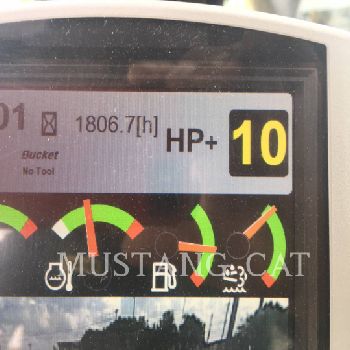 01 1806.7[h] HP+ 10
Bucket
No Tool
MUSTANG CAT